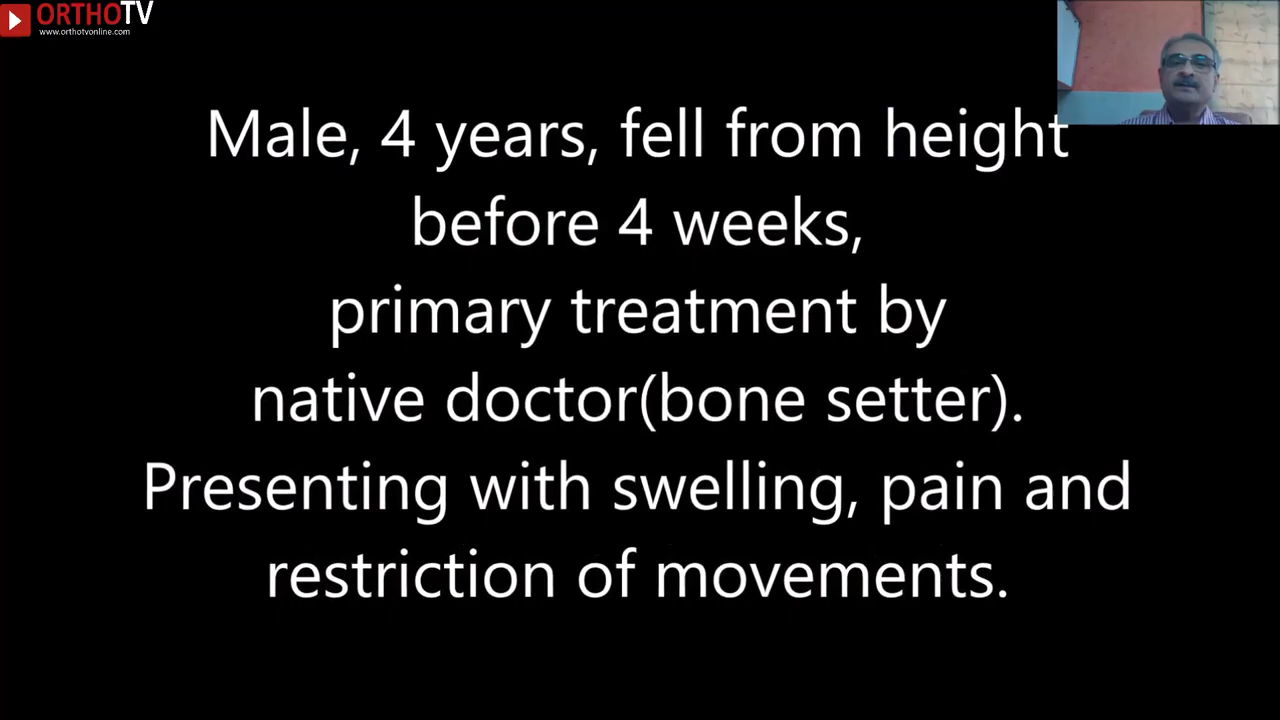 ORTHOTV
www.orthotvonline.com
Male, 4 years, fell from height
before 4 weeks,
primary treatment by
native doctor(bone setter).
Presenting with swelling, pain and
restriction of movements.